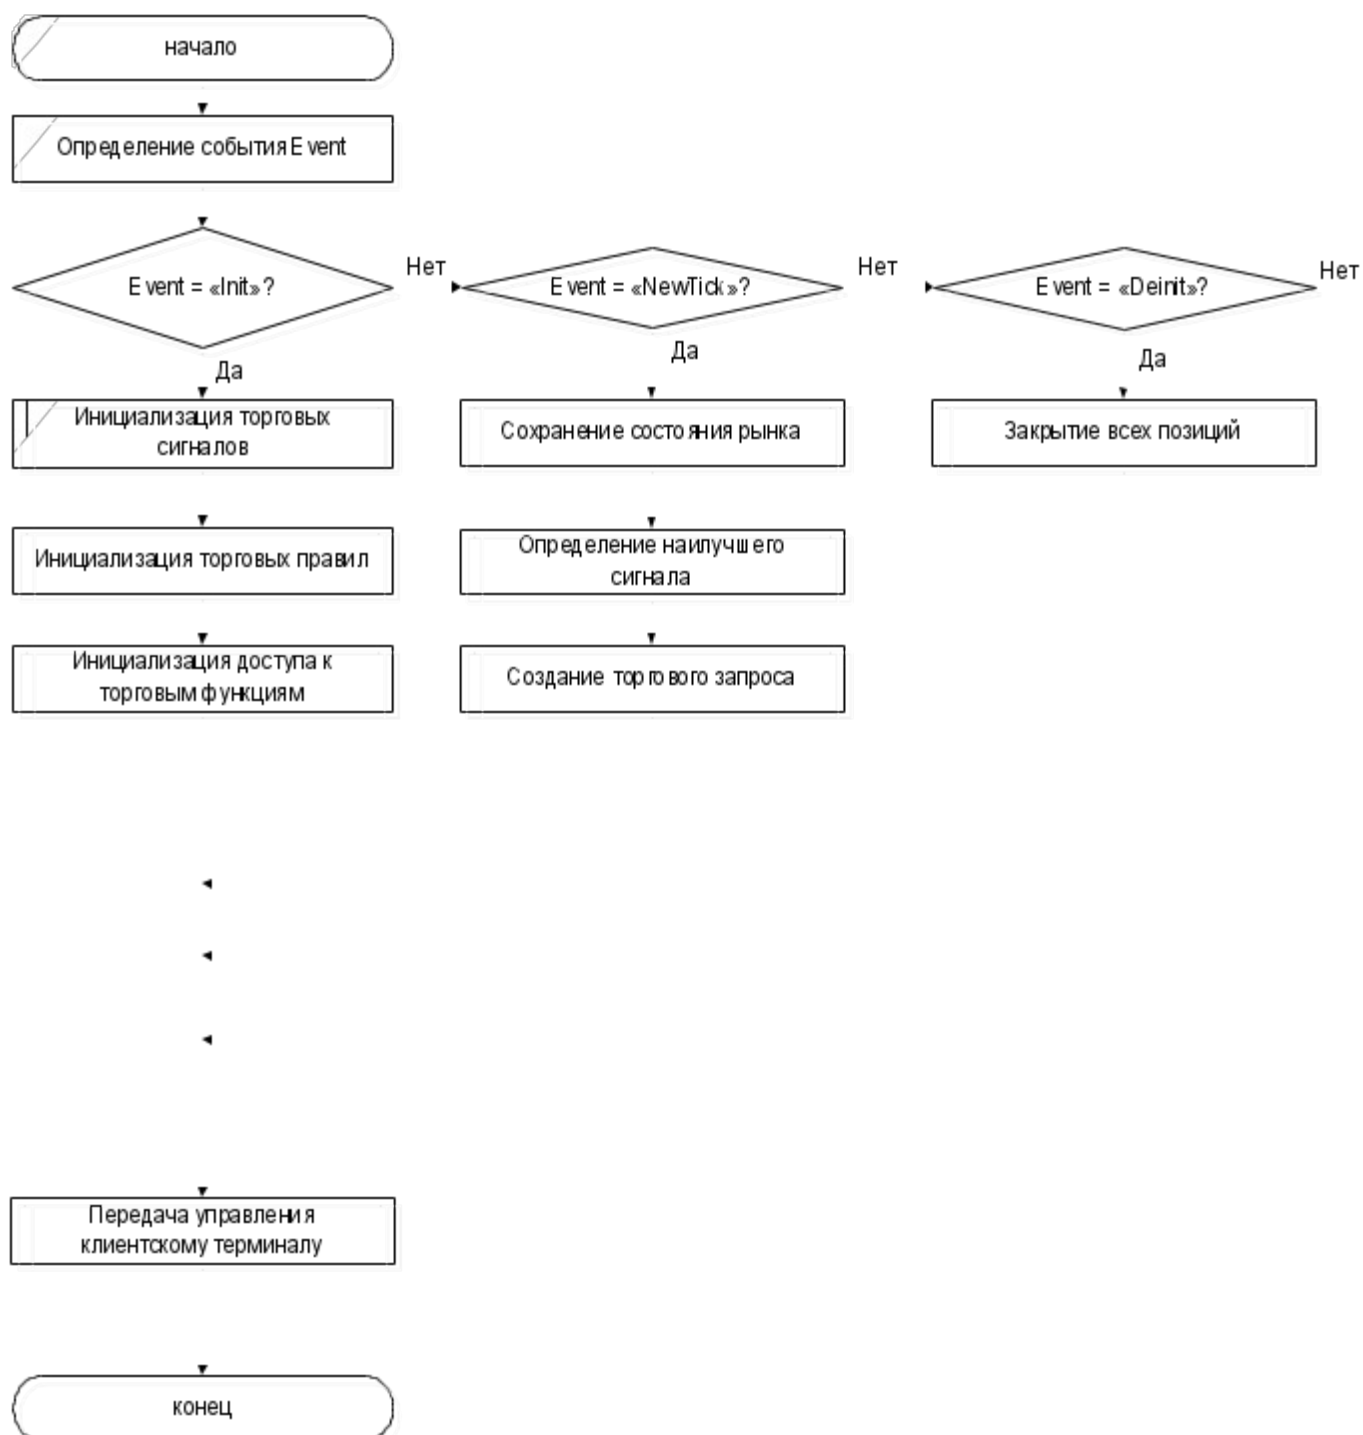 начало
Определение события Event
Event = «Init»?
Нет
Event = «NewTick»?
Нет
Event = «Deinit»?
Нет
Да
Да
Да
Инициализация торговых
сигналов
Сохранение состояния рынка
Закрытие всех позиций
Инициализация торговых правил
Определение наилучшего
сигнала
Инициализация доступа к
торговым функциям
Создание торгового запроса
Передача управления
клиентскому терминалу
конец